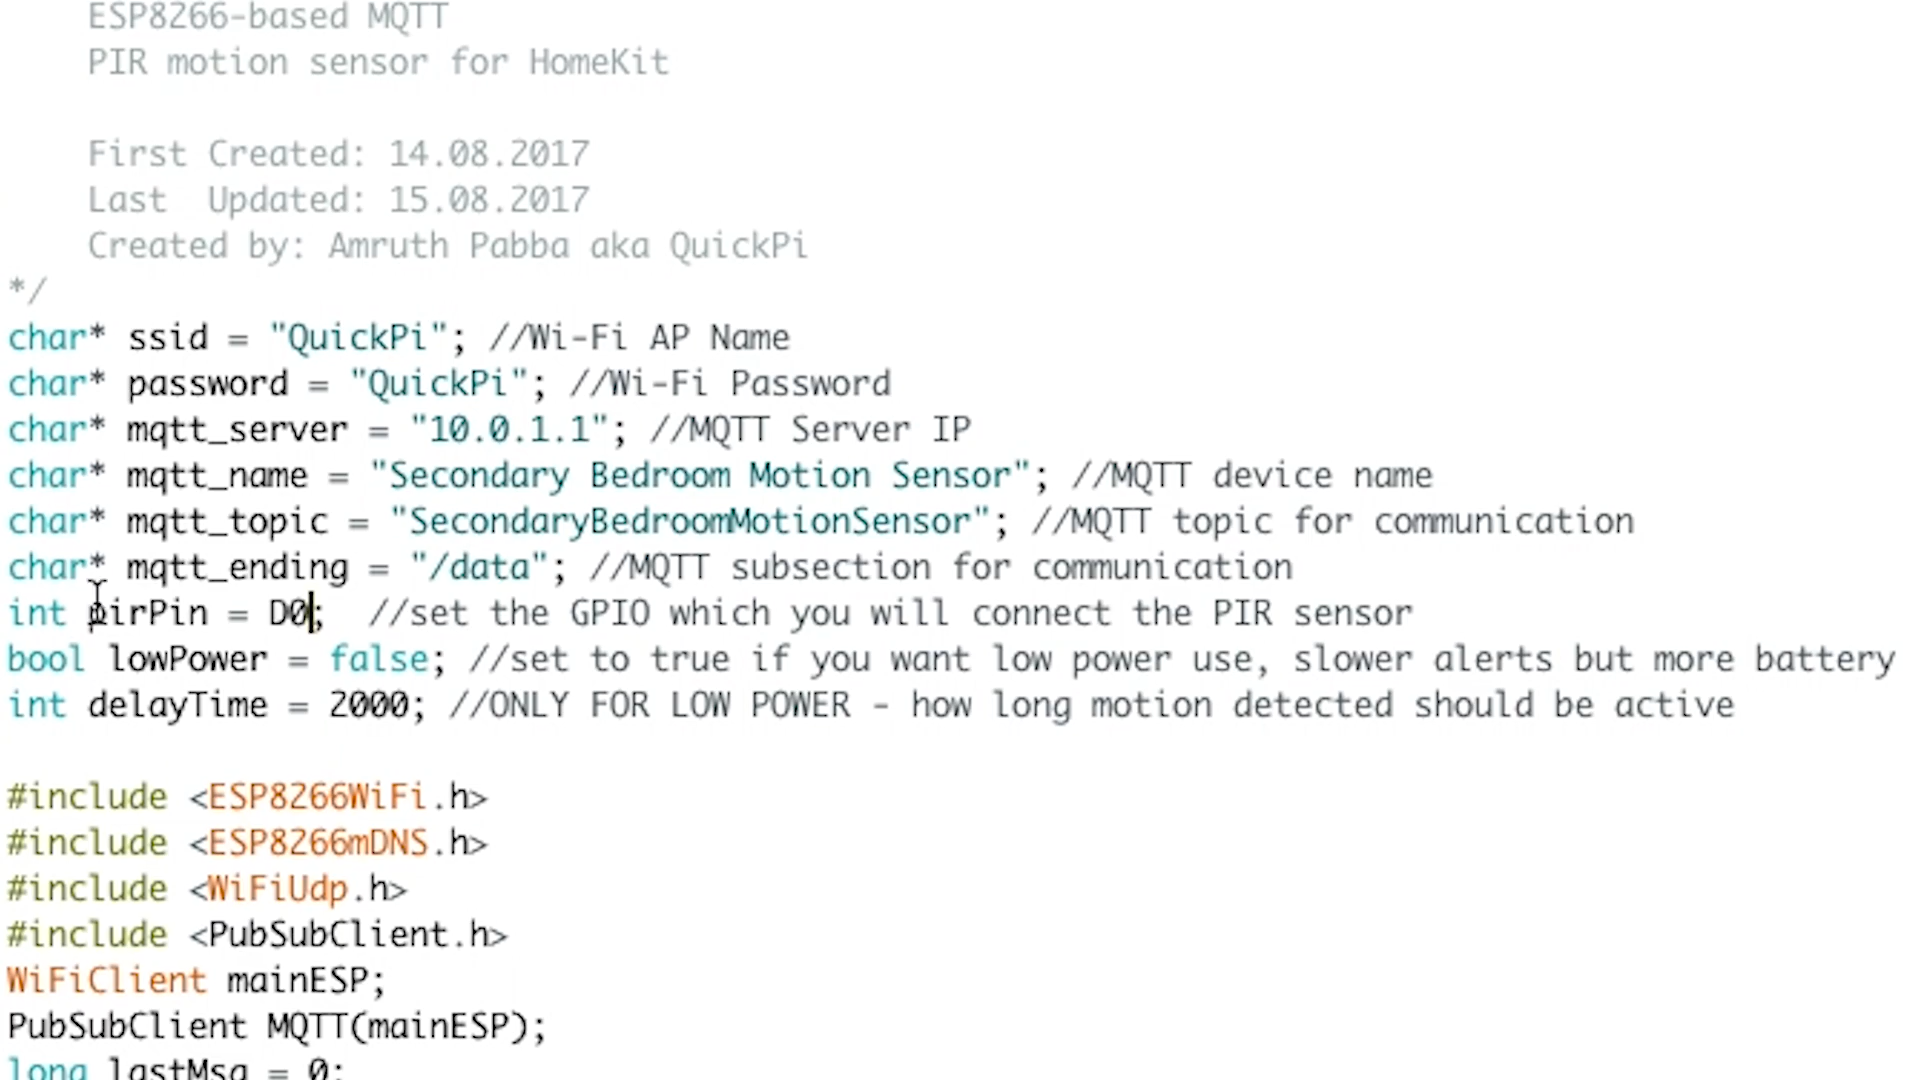 ESP8266-based MQTT
PIR motion sensor for HomeKit
First Created: 14.08.2017
Last  Updated: 15.08.2017
Created by: Amruth Pabba aka QuickPi
*/
char* ssid = "QuickPi"; //Wi-Fi AP Name
char* password = "QuickPi"; //Wi-Fi Password
char* mqtt_server = "10.0.1.1"; //MQTT Server IP
char* mqtt_name = "Secondary Bedroom Motion Sensor"; //MQTT device name
char* mqtt_topic = "SecondaryBedroomMotionSensor"; //MQTT topic for communication
char* mqtt_ending = "/data"; //MQTT subsection for communication
int pirPin = D0;  //set the GPIO which you will connect the PIR sensor
bool lowPower = false; //set to true if you want low power use, slower alerts but more battery
int delayTime = 2000; //ONLY FOR LOW POWER - how long motion detected should be active
#include <ESP8266WiFi.h>
#include <ESP8266mDNS.h>
#include <WiFiUdp.h>
#include <PubSubClient.h>
WiFiClient mainESP;
PubSubClient MQTT(mainESP);
long lastMsg = 0;